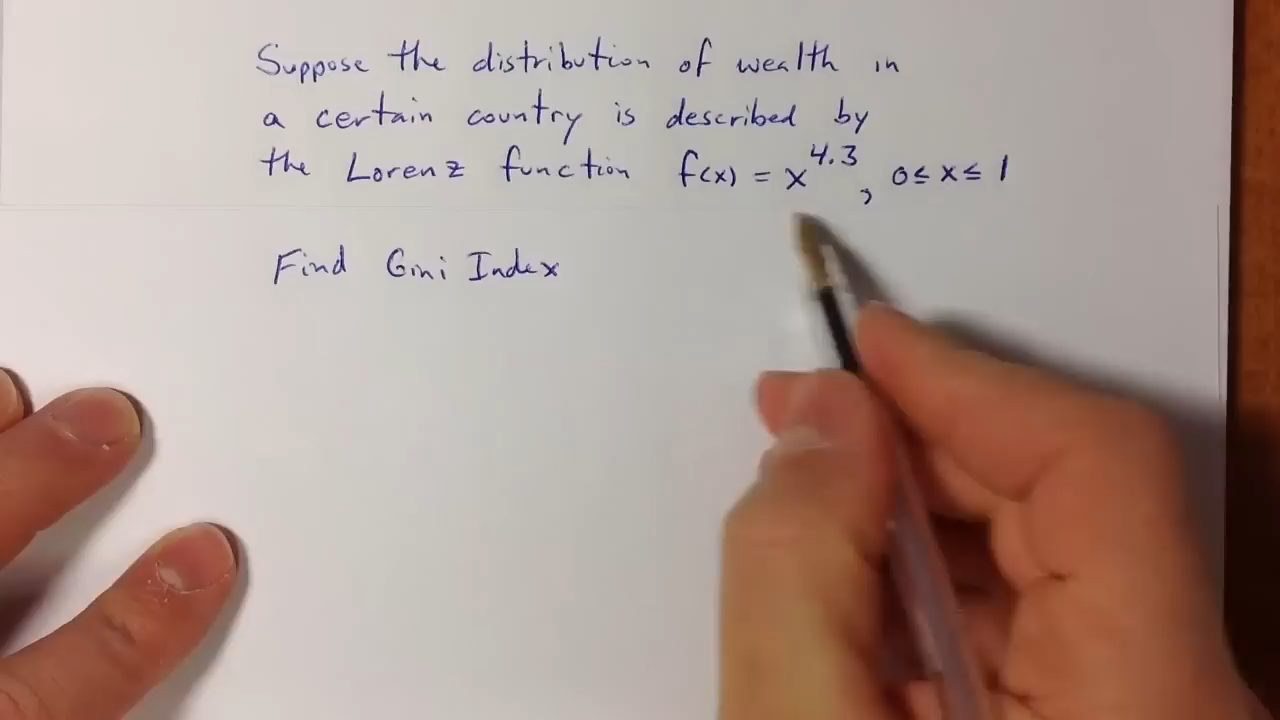 Suppose the distribution of wealth in
a certain country is described by
the Lorenz function f(x) = x^4.3, 0 ≤ x ≤ 1
Find Gini Index